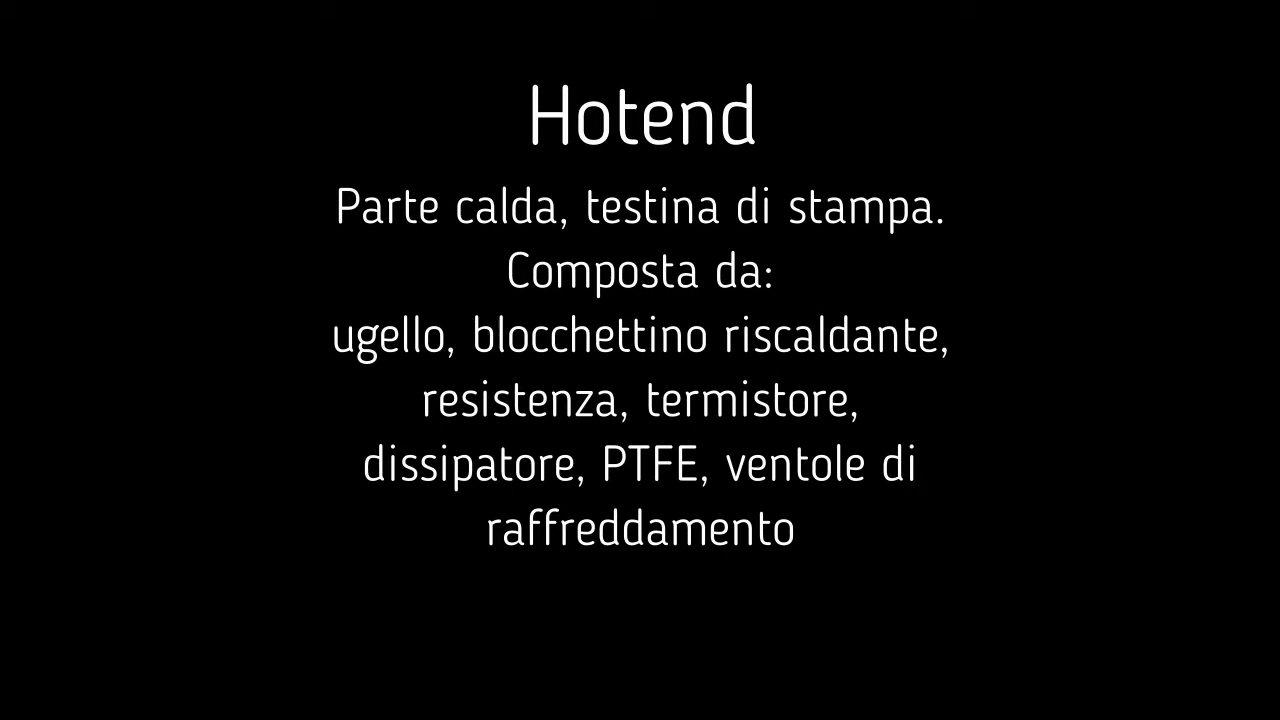 Hotend
Parte calda, testina di stampa.
Composta da:
ugello, blocchettino riscaldante,
resistenza, termistore,
dissipatore, PTFE, ventole di
raffreddamento